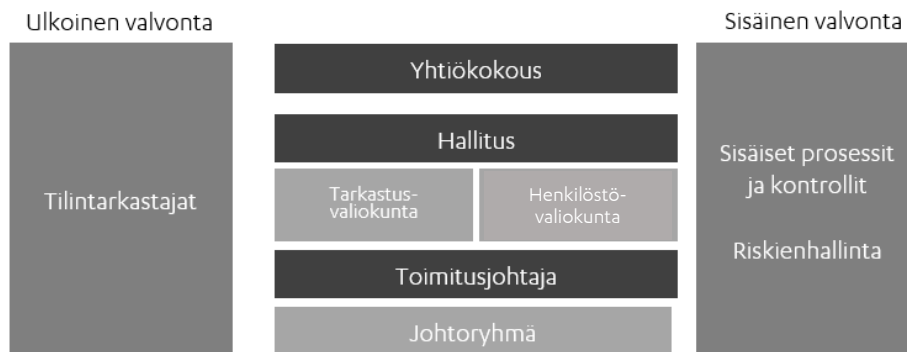 Ulkoinen valvonta
Tilintarkastajat
Yhtiökokous
Hallitus
Tarkastus-
valiokunta
Henkilöstö-
valiokunta
Toimitusjohtaja
Johtoryhmä
Sisäinen valvonta
Sisäiset prosessit
ja kontrollit
Riskienhallinta